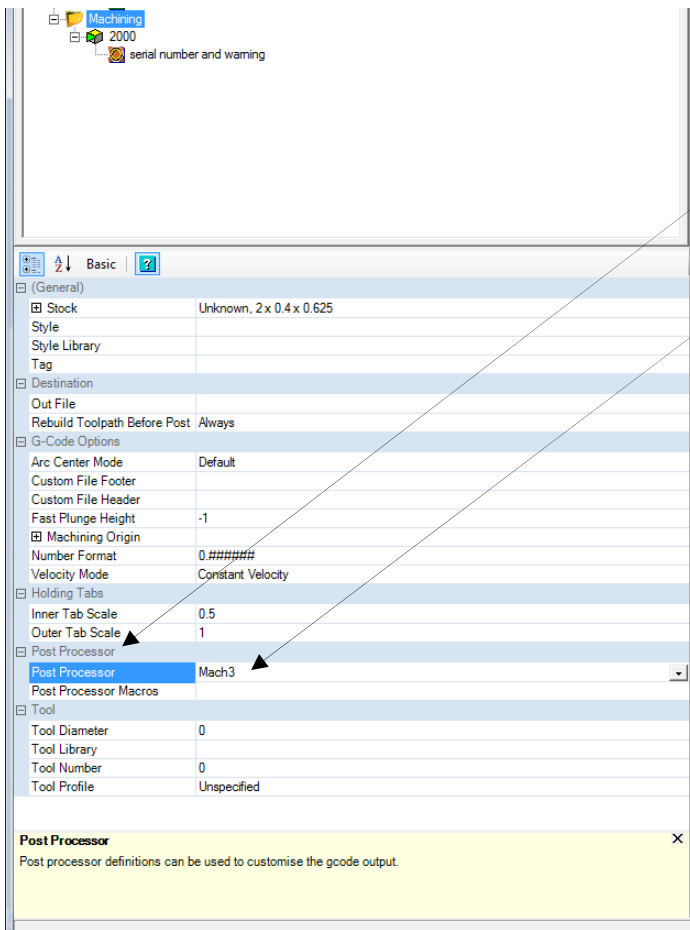 Machining
2000
serial number and warning
Basic
(General)
Stock Unknown, 2 x 0.4 x 0.625
Style
Style Library
Tag
Destination
Out File
Rebuild Toolpath Before Post Always
G-Code Options
Arc Center Mode Default
Custom File Footer
Custom File Header
Fast Plunge Height -1
Machining Origin
Number Format 0.######
Velocity Mode Constant Velocity
Holding Tabs
Inner Tab Scale 0.5
Outer Tab Scale 1
Post Processor
Post Processor Mach3
Post Processor Macros
Tool
Tool Diameter 0
Tool Library
Tool Number 0
Tool Profile Unspecified
Post Processor
Post processor definitions can be used to customise the gcode output.